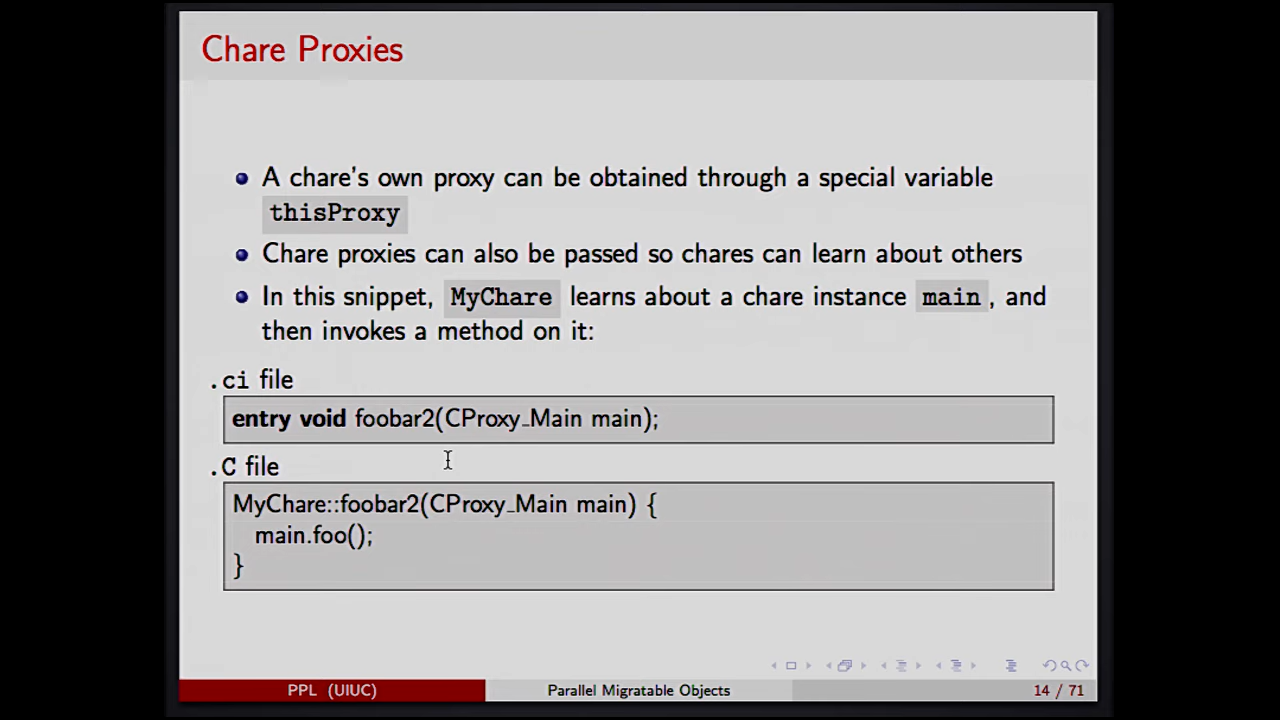 Chare Proxies
A chare's own proxy can be obtained through a special variable
thisProxy
Chare proxies can also be passed so chares can learn about others
In this snippet, MyChare learns about a chare instance main , and
then invokes a method on it:
.ci file
entry void foobar2(CProxy_Main main);
.C file
MyChare::foobar2(CProxy_Main main) {
main.foo();
}
PPL (UIUC) Parallel Migratable Objects 14 / 71